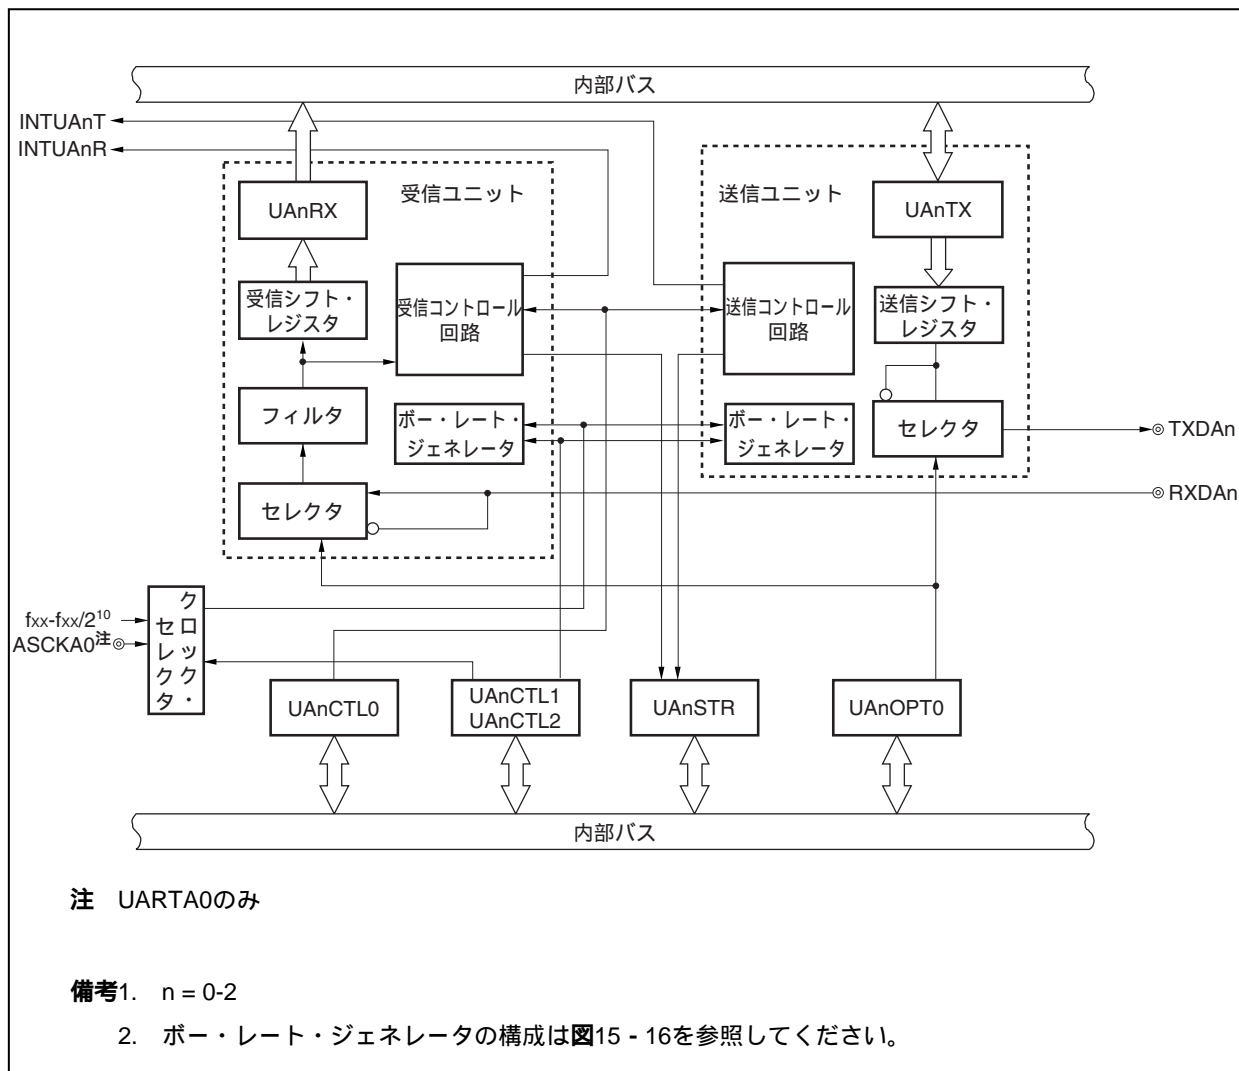 内部バス
INTUAnT
INTUAnR
受信ユニット
送信ユニット
UAnRX
UAnTX
受信シフト・
レジスタ
受信コントロール
回路
送信コントロール
回路
送信シフト・
レジスタ
フィルタ
ボー・レート・
ジェネレータ
ボー・レート・
ジェネレータ
セレクタ
TXDAn
セレクタ
RXDAn
クロック・
セレクタ
fxx-fxx/2¹⁰
ASCKA0注
UAnCTL0
UAnCTL1
UAnCTL2
UAnSTR
UAnOPT0
内部バス
注 UARTA0のみ
備考1. n = 0-2
2. ボー・レート・ジェネレータの構成は図15 - 16を参照してください。